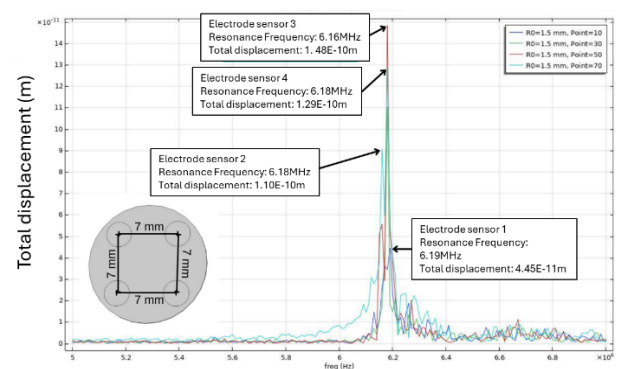 ×10⁻¹¹
Electrode sensor 3
Resonance Frequency: 6.16MHz
Total displacement: 1. 48E-10m
R0=1.5 mm, Point=10
R0=1.5 mm, Point=30
R0=1.5 mm, Point=50
R0=1.5 mm, Point=70
Electrode sensor 4
Resonance Frequency: 6.18MHz
Total displacement: 1.29E-10m
Electrode sensor 2
Resonance Frequency: 6.18MHz
Total displacement: 1.10E-10m
Electrode sensor 1
Resonance Frequency:
6.19MHz
Total displacement: 4.45E-11m
7 mm
7 mm
7 mm
7 mm
Total displacement (m)
14
13
12
11
10
9
8
7
6
5
4
3
2
1
0
5
5.2
5.4
5.6
5.8
6
6.2
6.4
6.6
6.8
×10⁶
freq (Hz)